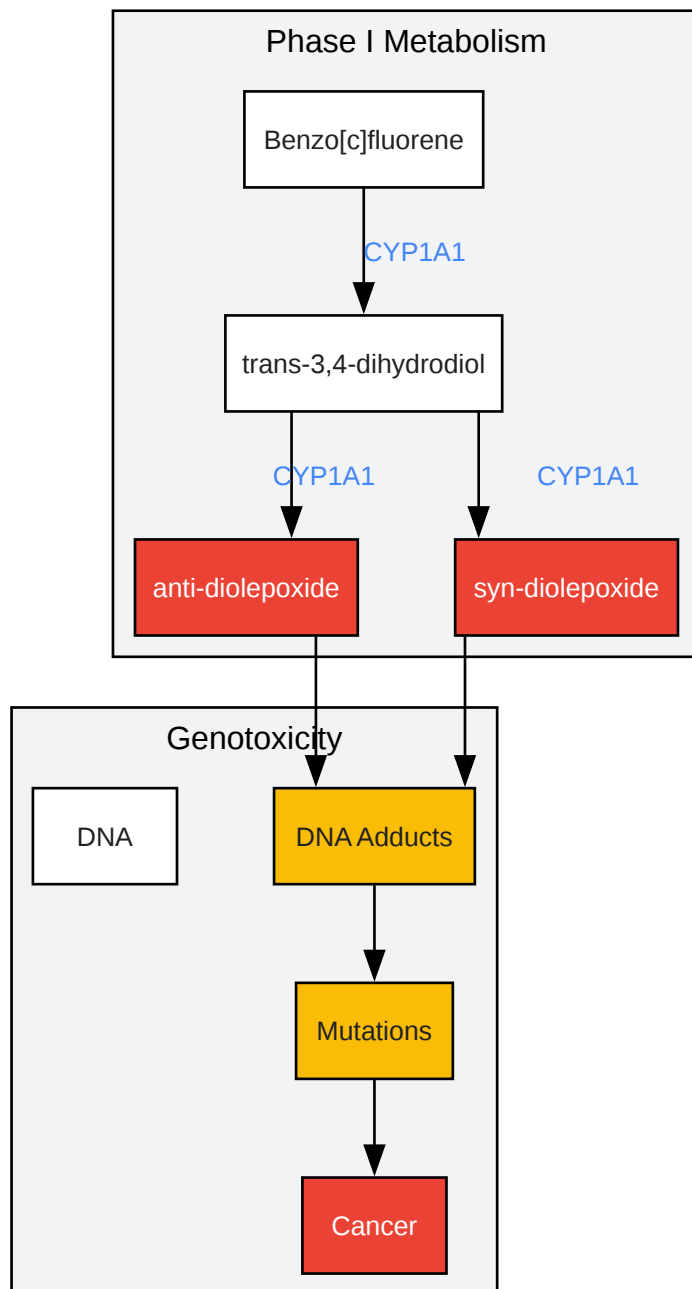 Phase I Metabolism
Benzo[c]fluorene
CYP1A1
trans-3,4-dihydrodiol
CYP1A1
CYP1A1
anti-diolepoxide
syn-diolepoxide
Genotoxicity
DNA
DNA Adducts
Mutations
Cancer